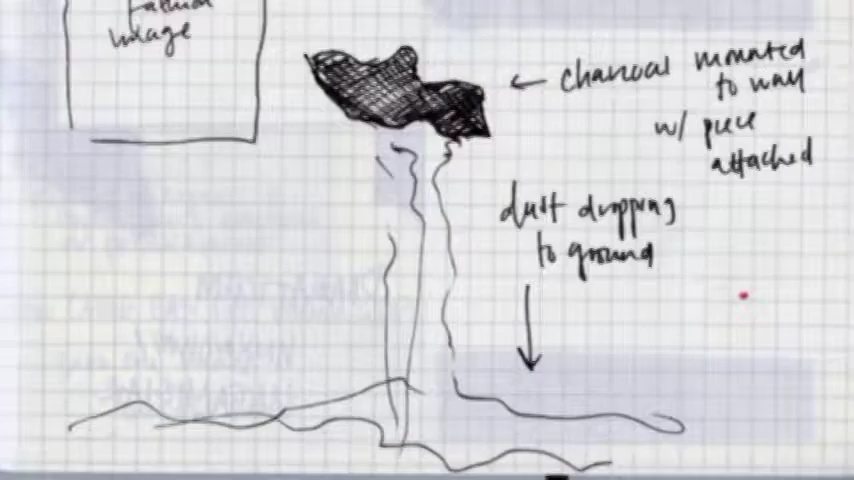 image
← charcoal mounted
to wall
w/ piece
attached
dust dropping
to ground